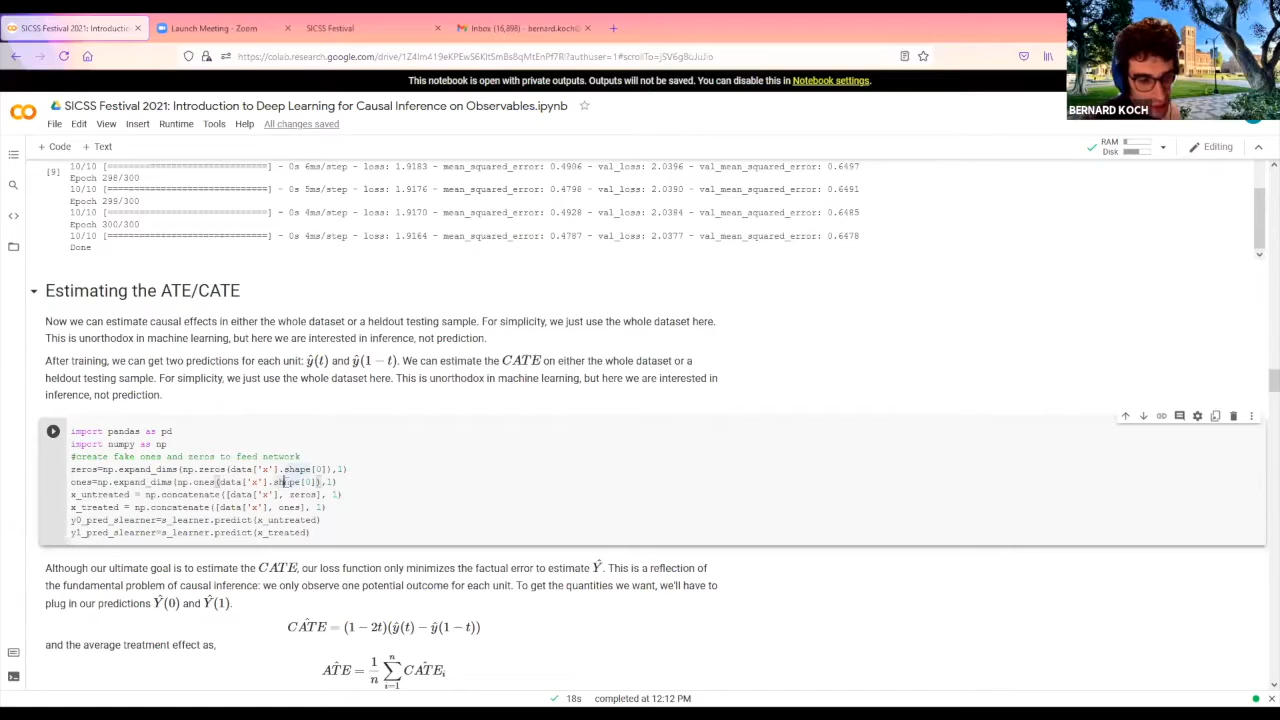 SICSS Festival 2021: Introductio
Launch Meeting - Zoom
SICSS Festival
Inbox (16,898) - bernard.koch@
https://colab.research.google.com/drive/
BERNARD KOCH
This notebook is open with private outputs. Outputs will not be saved. You can disable this in Notebook settings.
SICSS Festival 2021: Introduction to Deep Learning for Causal Inference on Observables.ipynb
File Edit View Insert Runtime Tools Help All changes saved
+ Code + Text
RAM
Disk
Editing
10/10 [==============================] - 0s 6ms/step - loss: 1.9183 - mean_squared_error: 0.4906 - val_loss: 2.0396 - val_mean_squared_error: 0.6497
[9]
Epoch 298/300
10/10 [==============================] - 0s 5ms/step - loss: 1.9176 - mean_squared_error: 0.4798 - val_loss: 2.0390 - val_mean_squared_error: 0.6491
Epoch 299/300
10/10 [==============================] - 0s 4ms/step - loss: 1.9170 - mean_squared_error: 0.4928 - val_loss: 2.0384 - val_mean_squared_error: 0.6485
Epoch 300/300
10/10 [==============================] - 0s 4ms/step - loss: 1.9164 - mean_squared_error: 0.4787 - val_loss: 2.0377 - val_mean_squared_error: 0.6478
Done
Estimating the ATE/CATE
Now we can estimate causal effects in either the whole dataset or a heldout testing sample. For simplicity, we just use the whole dataset here.
This is unorthodox in machine learning, but here we are interested in inference, not prediction.
After training, we can get two predictions for each unit: ŷ(t) and ŷ(1 − t). We can estimate the CATE on either the whole dataset or a
heldout testing sample. For simplicity, we just use the whole dataset here. This is unorthodox in machine learning, but here we are interested in
inference, not prediction.
import pandas as pd
import numpy as np
#create fake ones and zeros to feed network
zeros=np.expand_dims(np.zeros(data['x'].shape[0]),1)
ones=np.expand_dims(np.ones(data['x'].shape[0]),1)
x_untreated = np.concatenate([data['x'], zeros], 1)
x_treated = np.concatenate([data['x'], ones], 1)
y0_pred_slearner=s_learner.predict(x_untreated)
y1_pred_slearner=s_learner.predict(x_treated)
Although our ultimate goal is to estimate the CATE, our loss function only minimizes the factual error to estimate Ŷ. This is a reflection of
the fundamental problem of causal inference: we only observe one potential outcome for each unit. To get the quantities we want, we'll have to
plug in our predictions Ŷ(0) and Ŷ(1).
CAT̂E = (1 − 2t)(ŷ(t) − ŷ(1 − t))
and the average treatment effect as,
AT̂E = 1/n ∑ⁿᵢ₌₁ CAT̂Eᵢ
18s completed at 12:12 PM